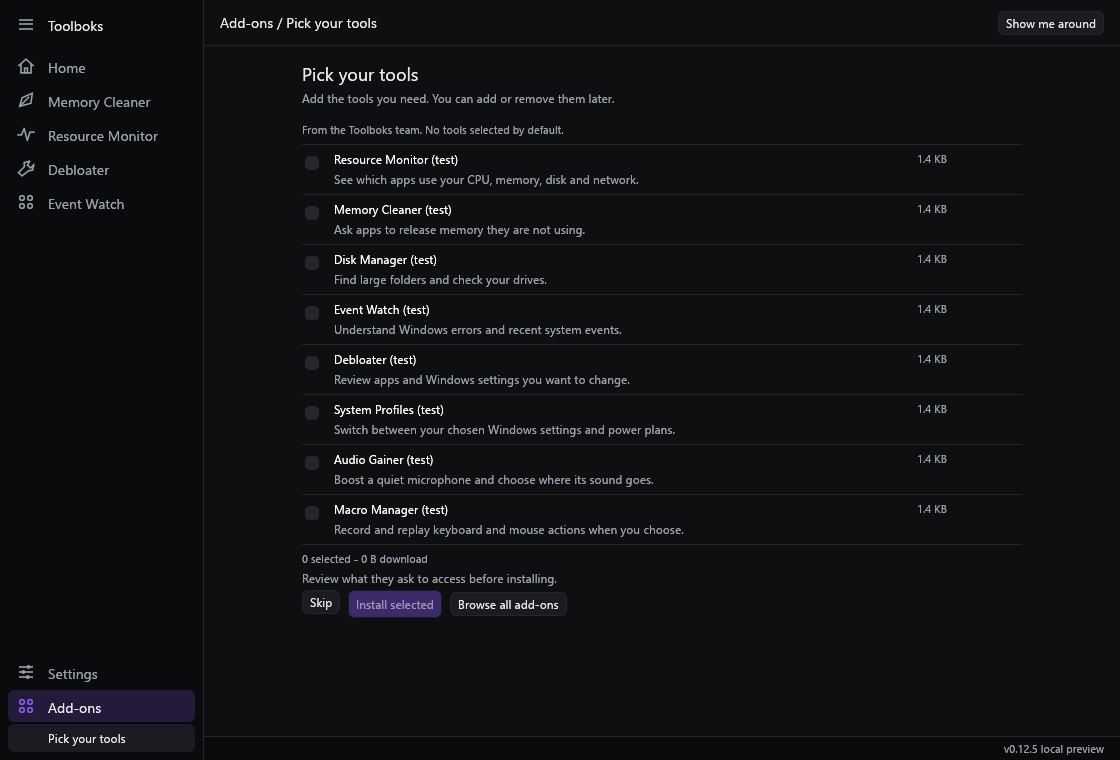 Toolboks
Home
Memory Cleaner
Resource Monitor
Debloater
Event Watch
Settings
Add-ons
Pick your tools
Add-ons / Pick your tools
Show me around
Pick your tools
Add the tools you need. You can add or remove them later.
From the Toolboks team. No tools selected by default.
Resource Monitor (test) 1.4 KB
See which apps use your CPU, memory, disk and network.
Memory Cleaner (test) 1.4 KB
Ask apps to release memory they are not using.
Disk Manager (test) 1.4 KB
Find large folders and check your drives.
Event Watch (test) 1.4 KB
Understand Windows errors and recent system events.
Debloater (test) 1.4 KB
Review apps and Windows settings you want to change.
System Profiles (test) 1.4 KB
Switch between your chosen Windows settings and power plans.
Audio Gainer (test) 1.4 KB
Boost a quiet microphone and choose where its sound goes.
Macro Manager (test) 1.4 KB
Record and replay keyboard and mouse actions when you choose.
0 selected - 0 B download
Review what they ask to access before installing.
Skip Install selected Browse all add-ons
v0.12.5 local preview